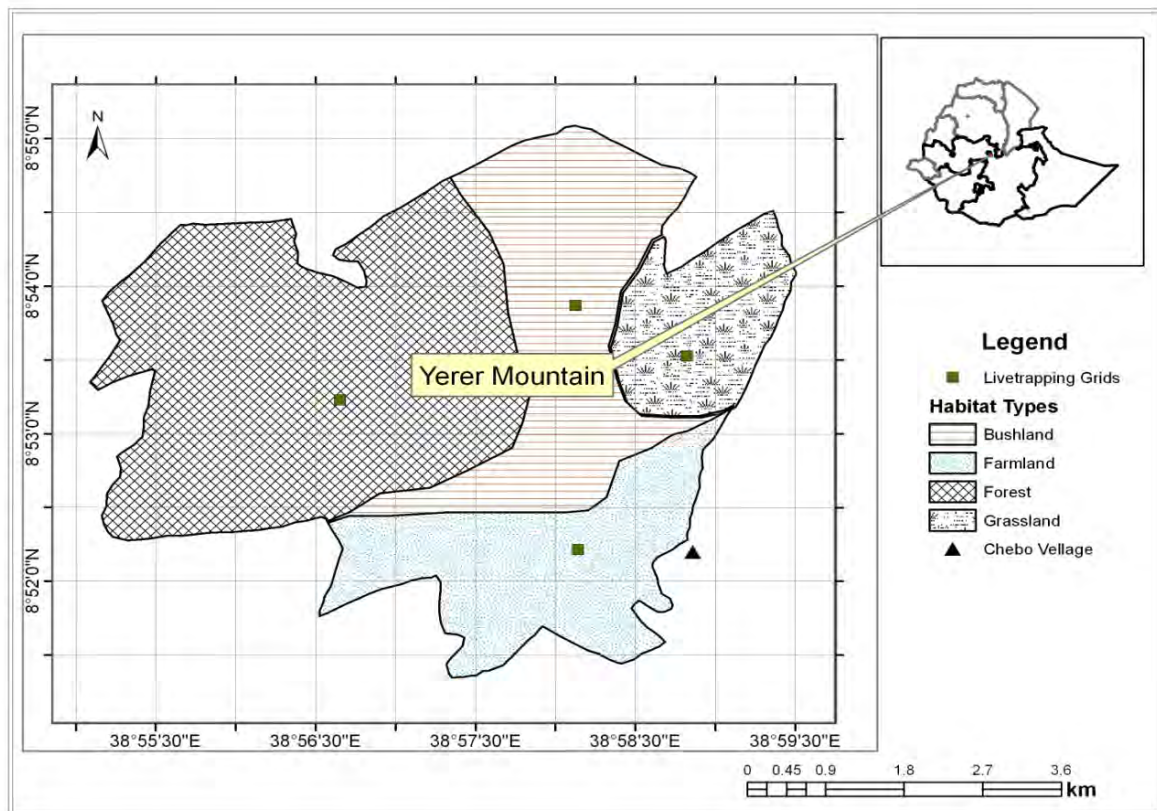 N
8°55'0"N
8°54'0"N
8°53'0"N
8°52'0"N
Yerer Mountain
38°55'30"E
38°56'30"E
38°57'30"E
38°58'30"E
38°59'30"E
Legend
Livetrapping Grids
Habitat Types
Bushland
Farmland
Forest
Grassland
Chebo Vellage
0 0.45 0.9 1.8 2.7 3.6
km